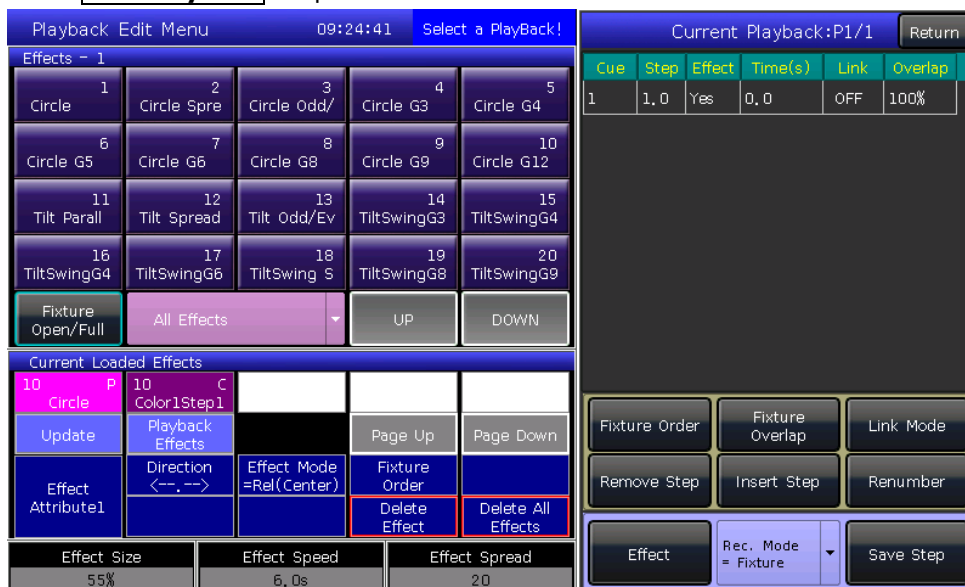 Playback Edit Menu 09:24:41 Select a PlayBack!
Effects - 1
1 Circle
2 Circle Spre
3 Circle Odd/
4 Circle G3
5 Circle G4
6 Circle G5
7 Circle G6
8 Circle G8
9 Circle G9
10 Circle G12
11 Tilt Parall
12 Tilt Spread
13 Tilt Odd/Ev
14 TiltSwingG3
15 TiltSwingG4
16 TiltSwingG4
17 TiltSwingG6
18 TiltSwing S
19 TiltSwingG8
20 TiltSwingG9
Fixture Open/Full
All Effects
UP
DOWN
Current Loaded Effects
10 P Circle
10 C Color1Step1
Update
Playback Effects
Page Up
Page Down
Effect Attribute1
Direction <--.-->
Effect Mode =Rel(Center)
Fixture Order
Delete Effect
Delete All Effects
Effect Size
55%
Effect Speed
6.0s
Effect Spread
20
Current Playback:P1/1
Return
Cue Step Effect Time(s) Link Overlap
1 1.0 Yes 0.0 OFF 100%
Fixture Order
Fixture Overlap
Link Mode
Remove Step
Insert Step
Renumber
Effect
Rec. Mode = Fixture
Save Step